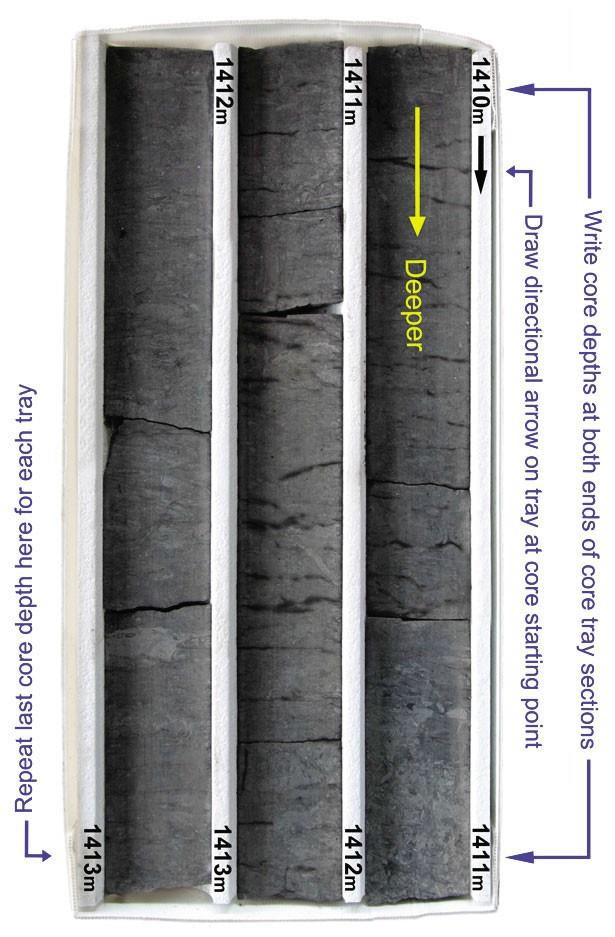 Write core depths at both ends of core tray sections
Draw directional arrow on tray at core starting point
1410m
1411m
Deeper
1411m
1412m
1412m
1413m
1413m
Repeat last core depth here for each tray